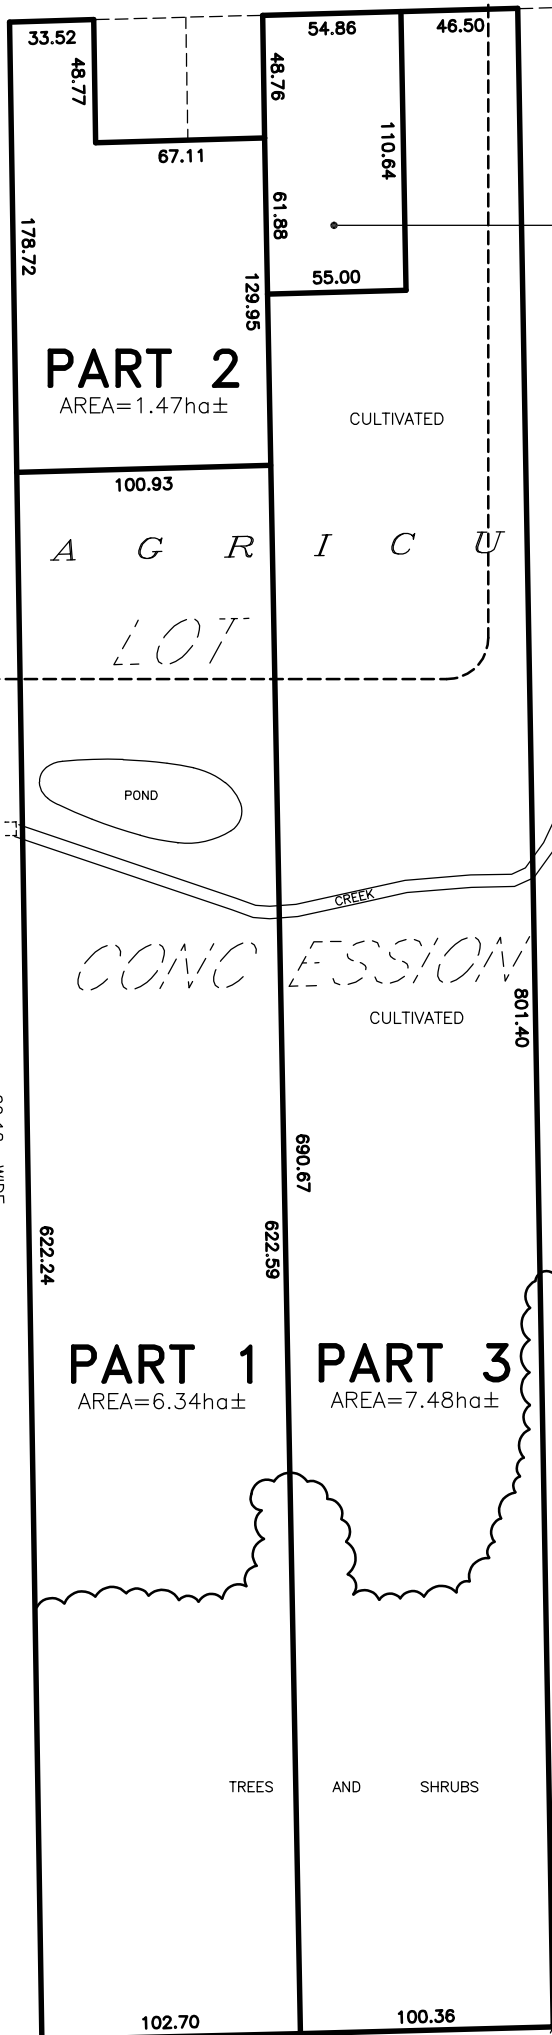 33.52
54.86
46.50
48.77
48.76
110.64
67.11
61.88
178.72
55.00
129.95
PART 2
AREA=1.47ha±
CULTIVATED
100.93
A G R I C U
LOT
POND
CREEK
CONC ESSION
801.40
CULTIVATED
WIDE
690.67
622.24
622.59
PART 1
AREA=6.34ha±
PART 3
AREA=7.48ha±
TREES AND SHRUBS
102.70
100.36